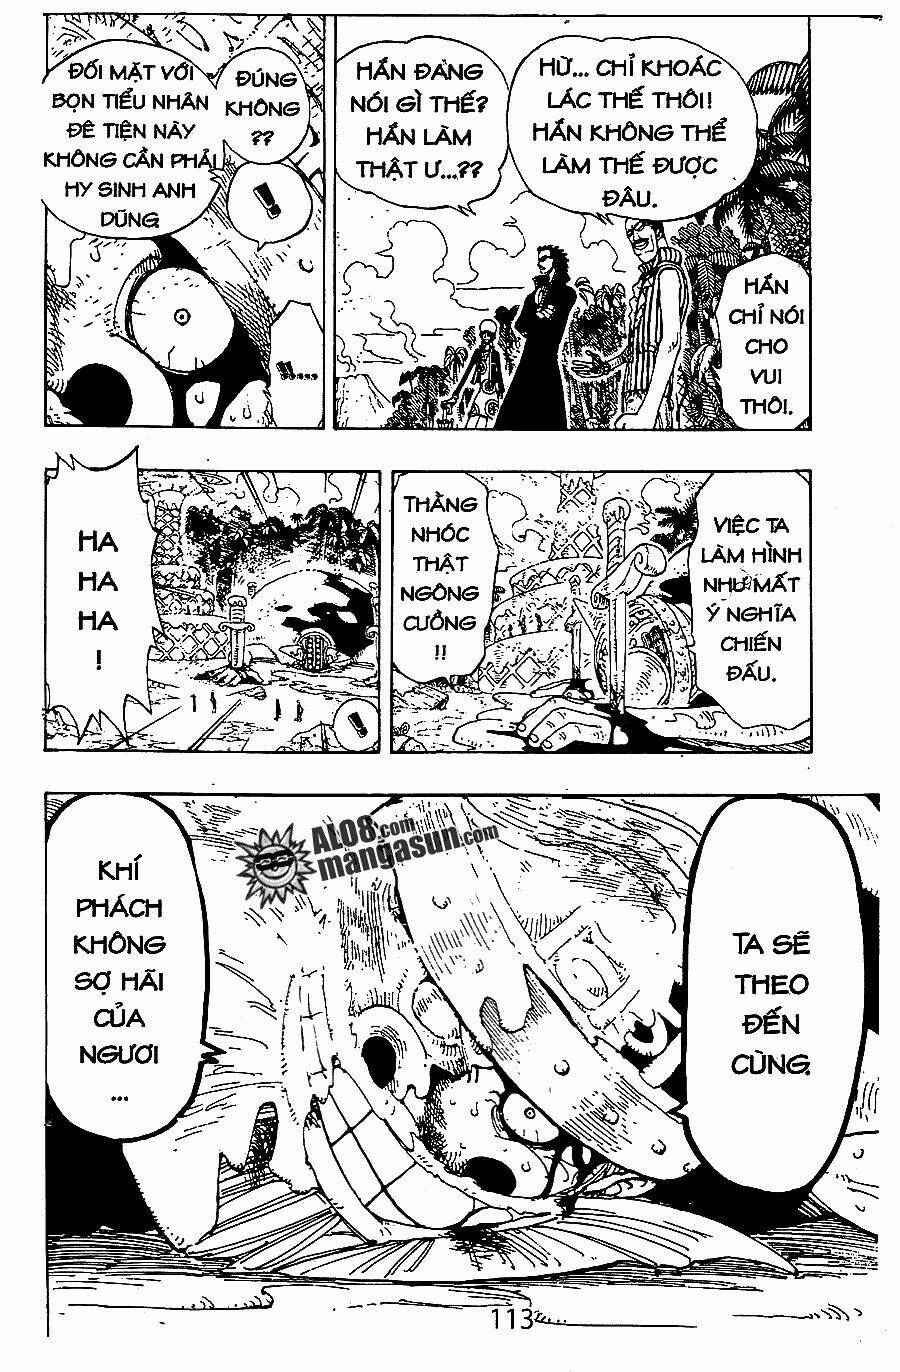 HỪ... CHỈ KHOÁC
LÁC THẾ THÔI!
HẮN KHÔNG THỂ
LÀM THẾ ĐƯỢC
ĐÂU.
HẮN ĐANG
NÓI GÌ THẾ?
HẮN LÀM
THẬT Ư...??
HẮN
CHỈ NÓI
CHO
VUI
THÔI.
ĐÚNG
KHÔNG
??
ĐỐI MẶT VỚI
BỌN TIỂU NHÂN
ĐÊ TIỆN NÀY
KHÔNG CẦN PHẢI
HY SINH ANH
DŨNG
!
!!.....
VIỆC TA
LÀM HÌNH
NHƯ MẤT
Ý NGHĨA
CHIẾN
ĐẤU.
THẰNG
NHÓC
THẬT
NGÔNG
CUỒNG
!!
!
HA
HA
HA
!
TA SẼ
THEO
ĐẾN
CÙNG.
KHÍ
PHÁCH
KHÔNG
SỢ HÃI
CỦA
NGƯƠI
...
ALO8.com
mangasun.com
113